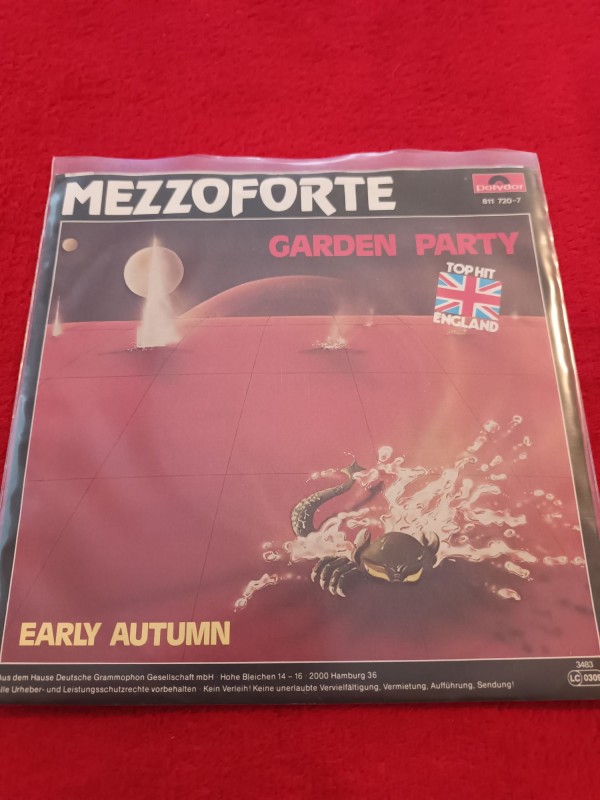 MEZZOFORTE
polydor
811 720-7
GARDEN PARTY
TOP HIT
ENGLAND
EARLY AUTUMN
Aus dem Hause Deutsche Grammophon Gesellschaft mbH · Hohe Bleichen 14 – 16 · 2000 Hamburg 36
Alle Urheber- und Leistungsschutzrechte vorbehalten · Kein Verleih! Keine unerlaubte Vervielfältigung, Vermietung, Aufführung, Sendung!
3483
LC 0309